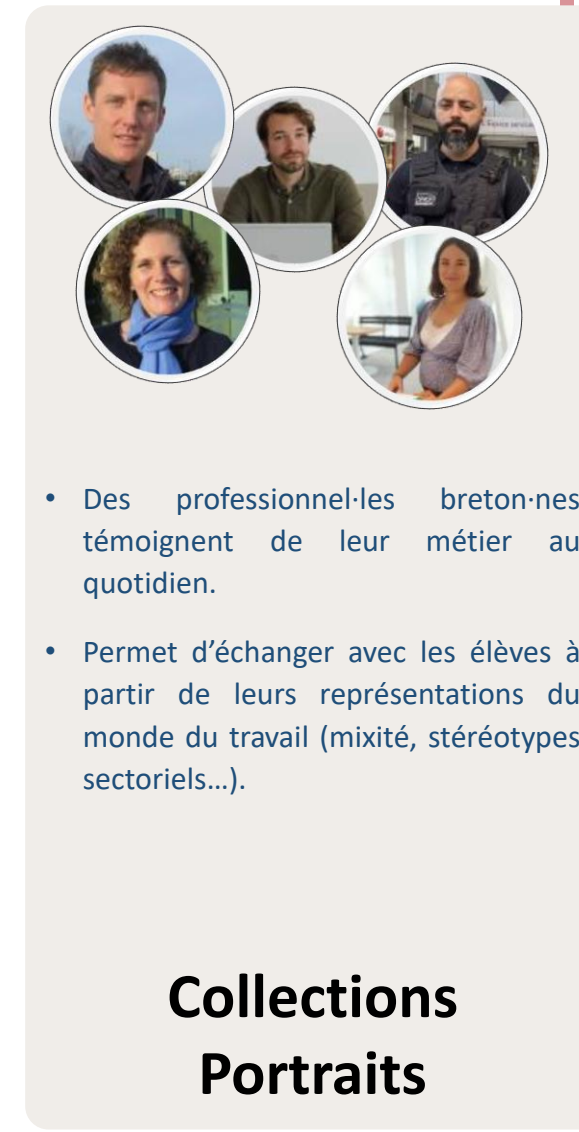 • Des professionnel·les breton·nes
témoignent de leur métier au
quotidien.
• Permet d’échanger avec les élèves à
partir de leurs représentations du
monde du travail (mixité, stéréotypes
sectoriels…).
Collections
Portraits